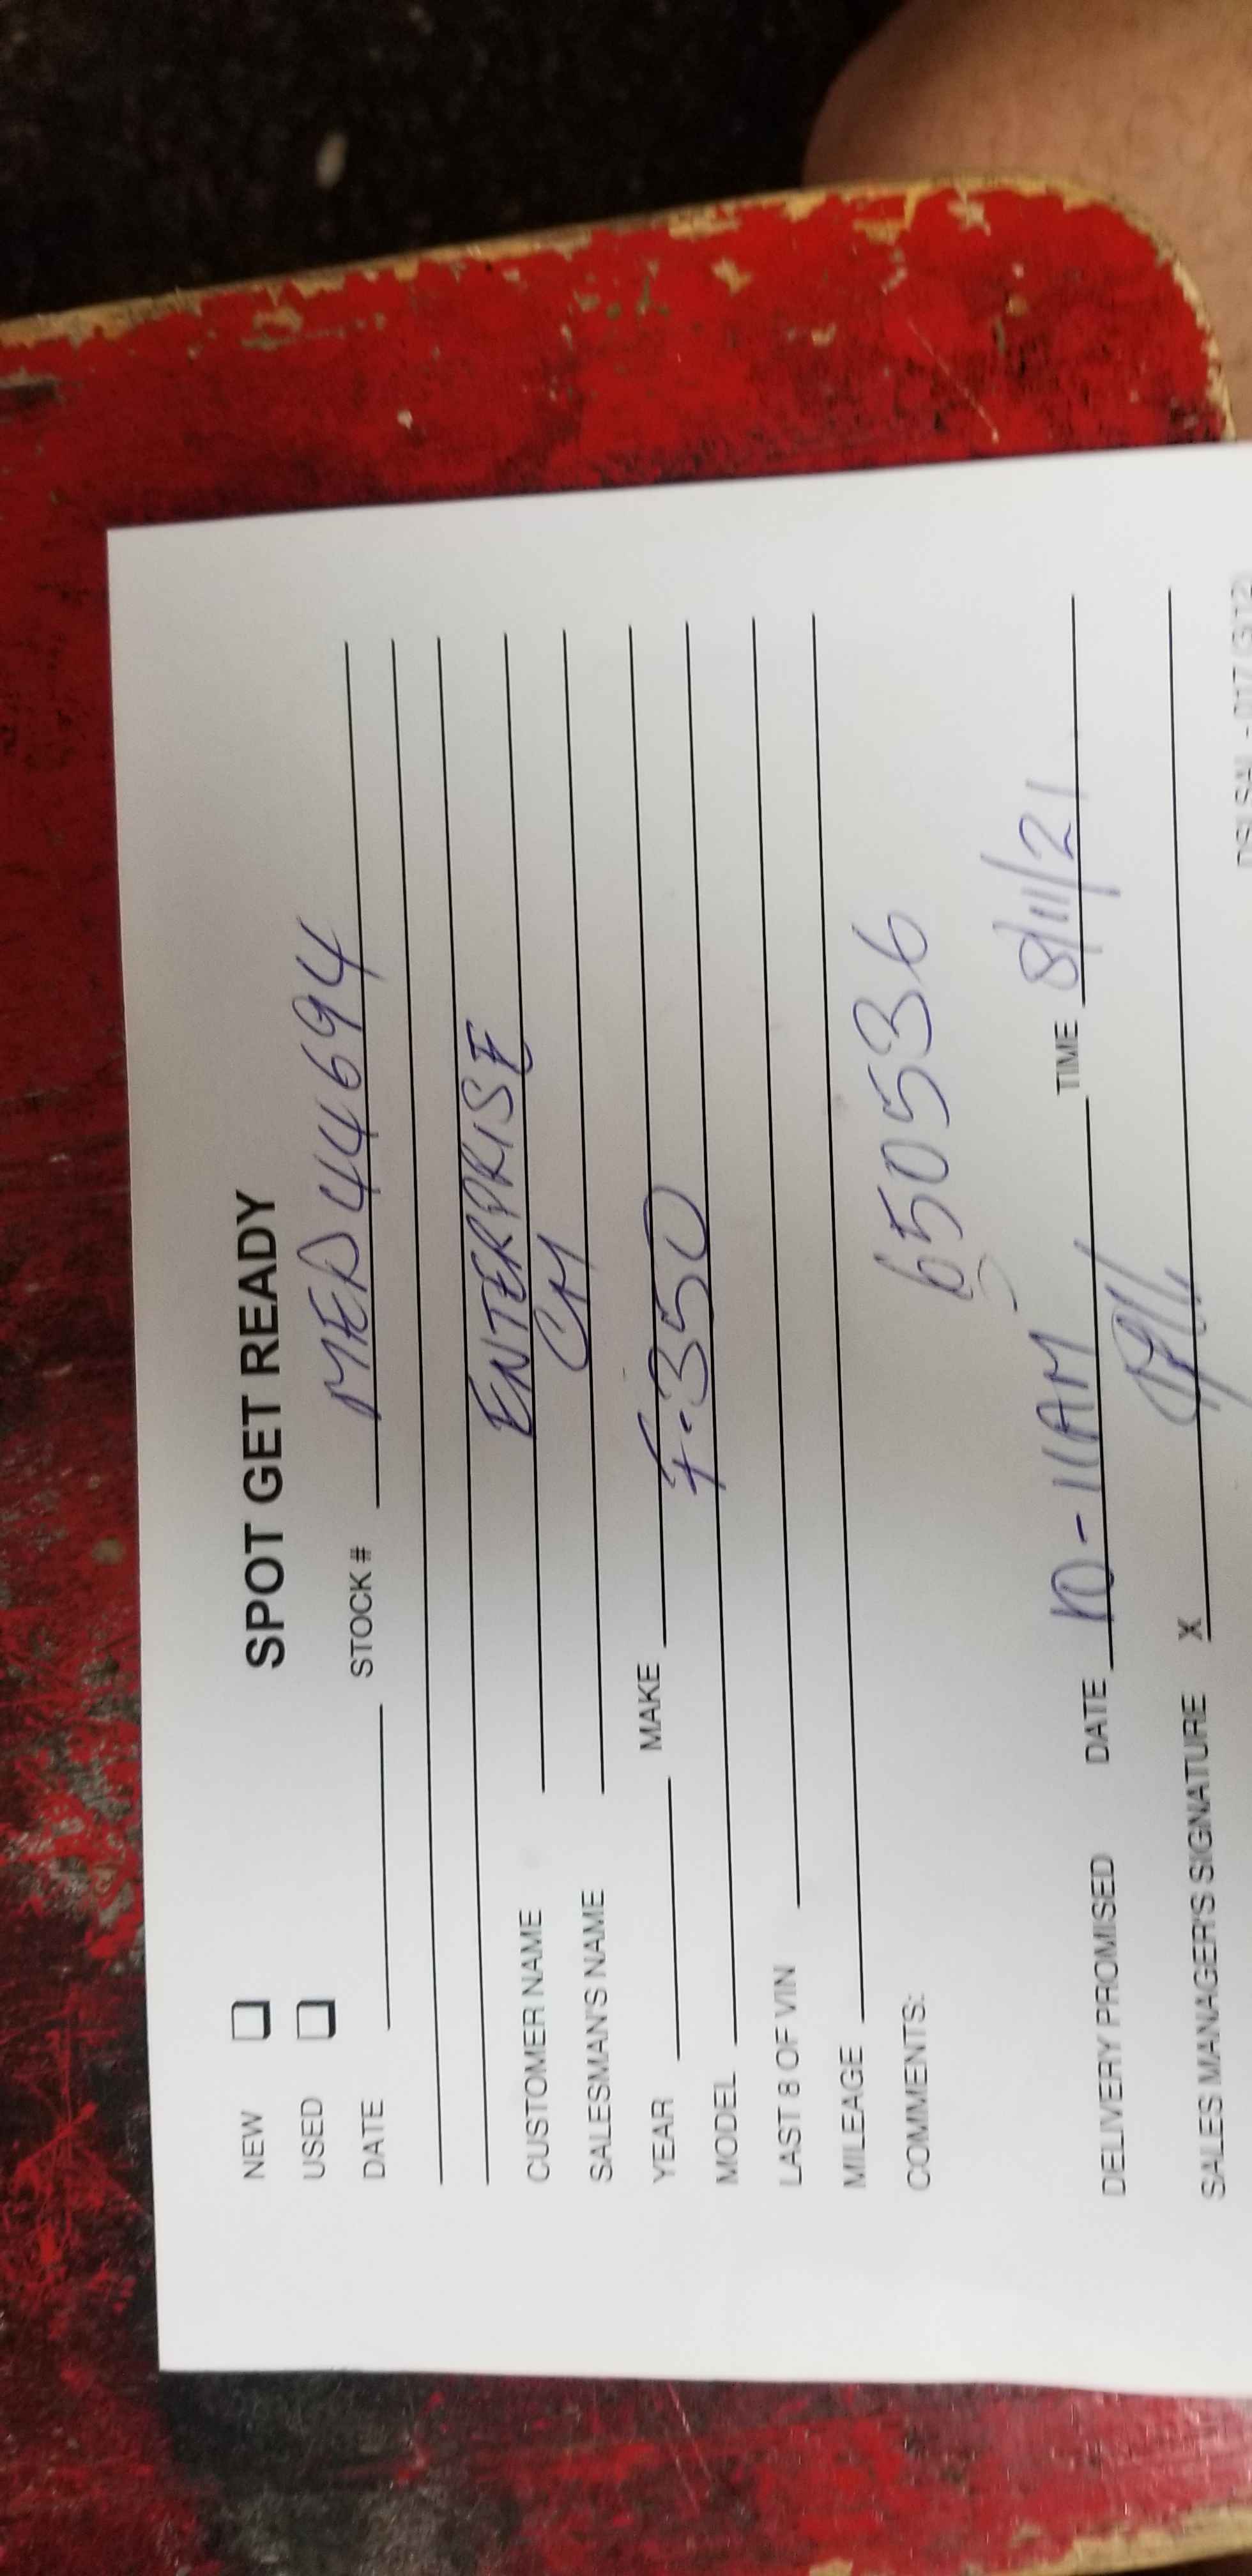 SPOT GET READY
NEW
USED
DATE STOCK # MED44694
CUSTOMER NAME ENTERPRISE
SALESMAN'S NAME CM
YEAR MAKE
MODEL F-350
LAST 8 OF VIN
MILEAGE
COMMENTS: 650536
DELIVERY PROMISED DATE 10-11AM TIME 8/11/21
SALES MANAGER'S SIGNATURE X